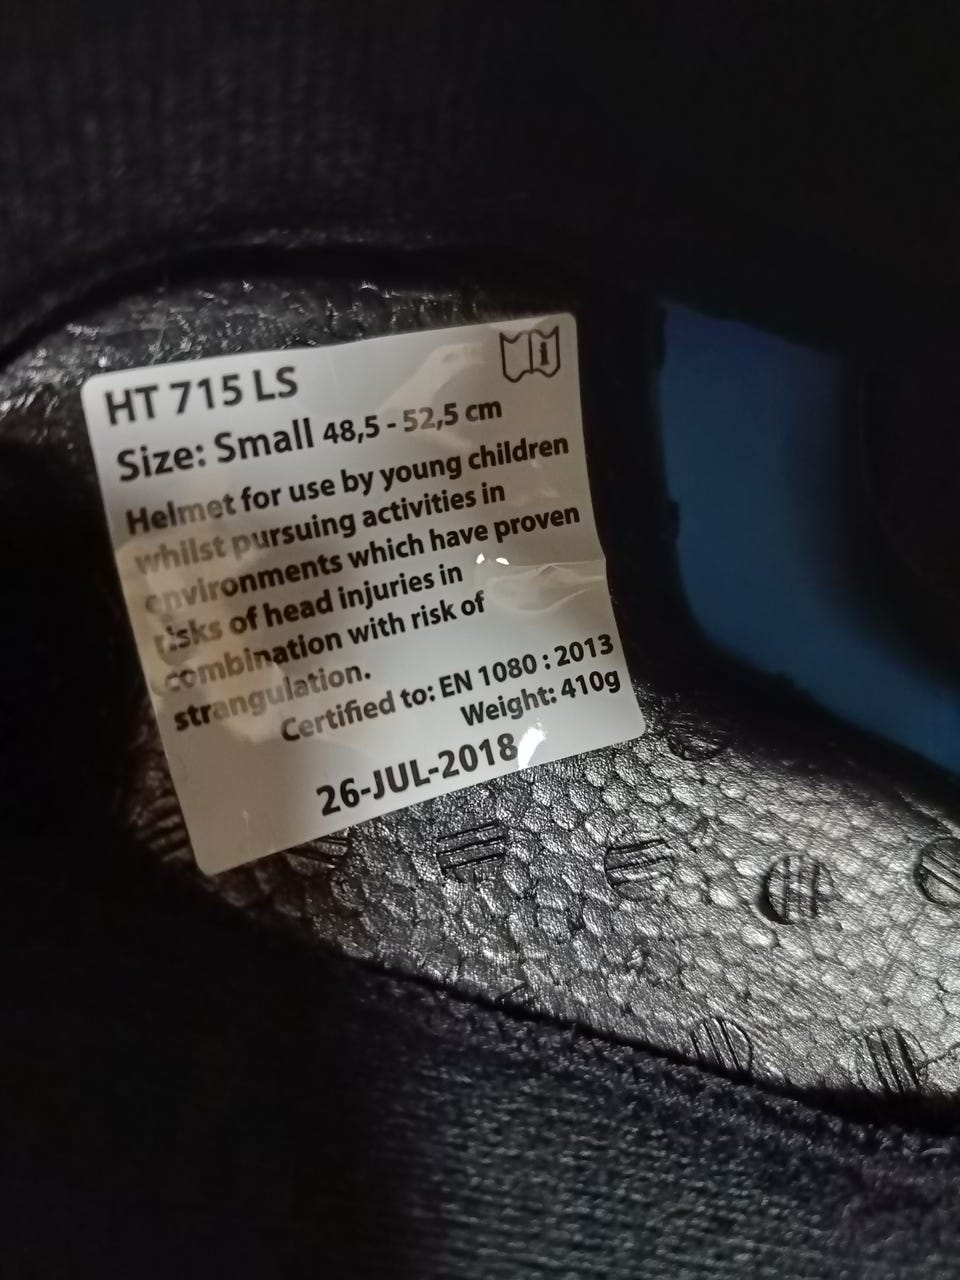 HT 715 LS
Size: Small 48,5 - 52,5 cm
Helmet for use by young children
whilst pursuing activities in
environments which have proven
risks of head injuries in
combination with risk of
strangulation.
Certified to: EN 1080 : 2013
Weight: 410g
26-JUL-2018